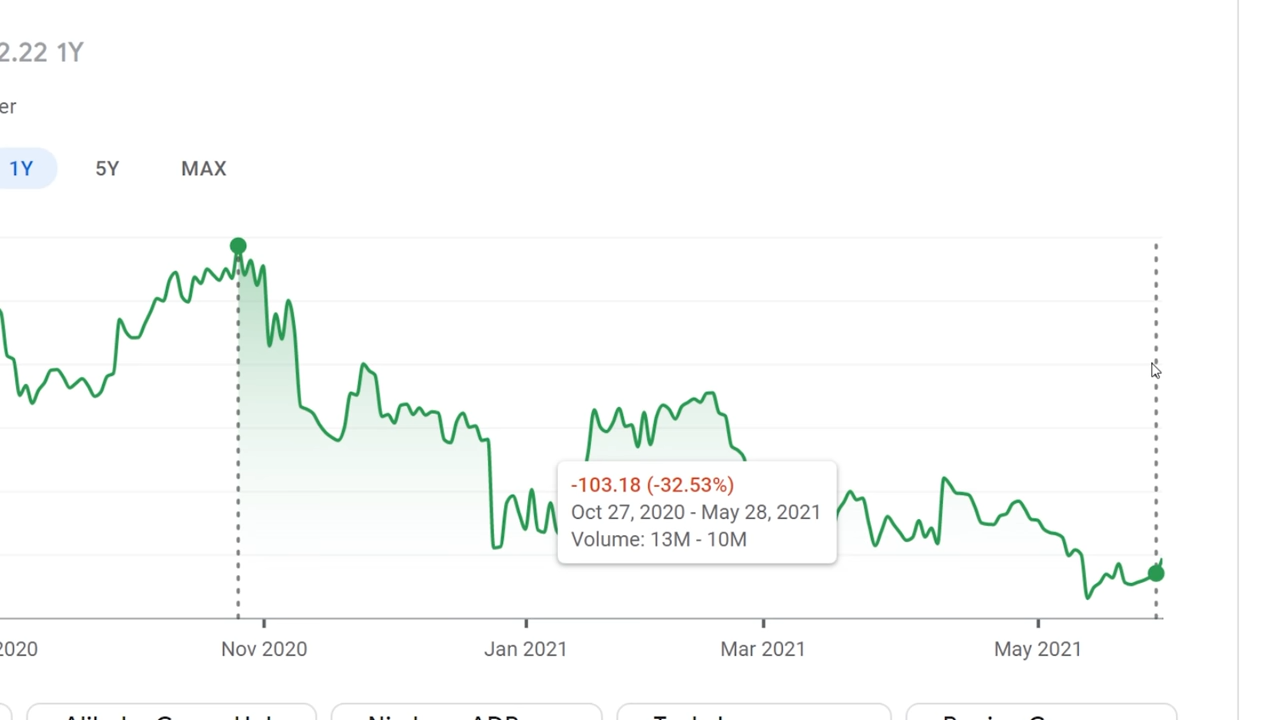 2.22 1Y
er
1Y 5Y MAX
-103.18 (-32.53%)
Oct 27, 2020 - May 28, 2021
Volume: 13M - 10M
2020 Nov 2020 Jan 2021 Mar 2021 May 2021